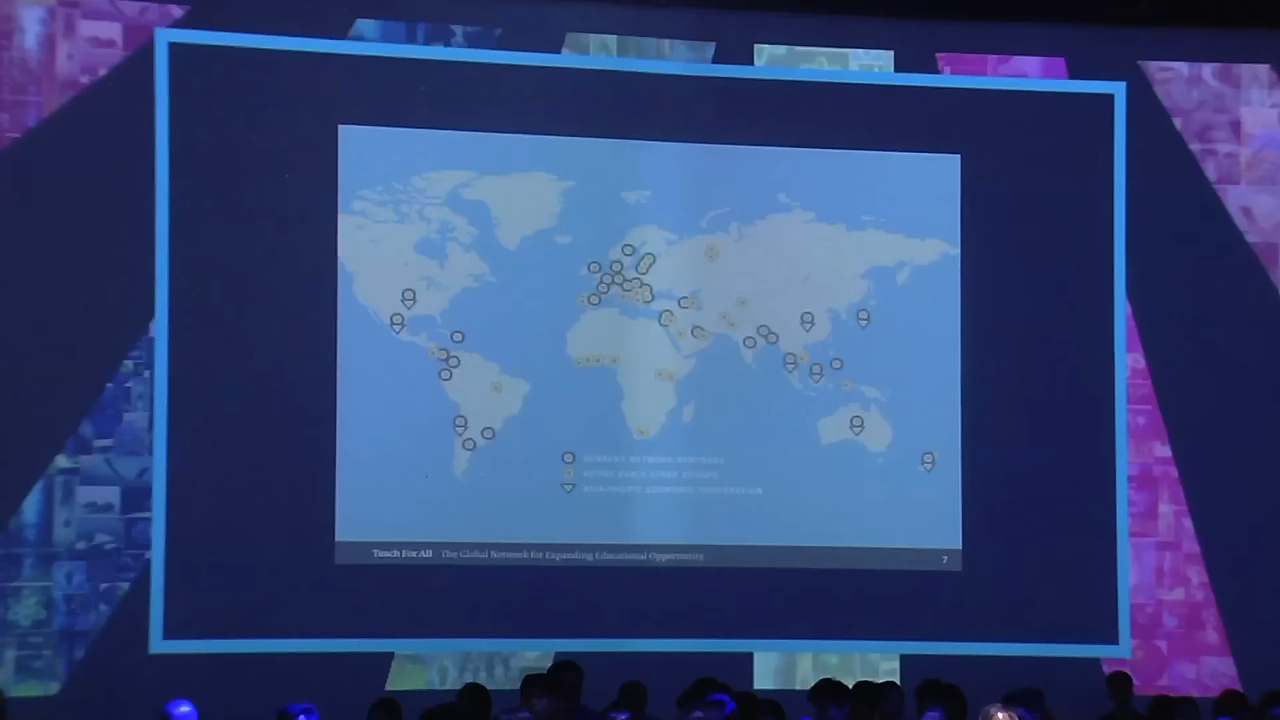 CURRENT NETWORK PARTNERS
ACTIVE EARLY STAGE GROUPS
ASIA-PACIFIC ECONOMIC COOPERATION
Teach For All The Global Network for Expanding Educational Opportunity
7